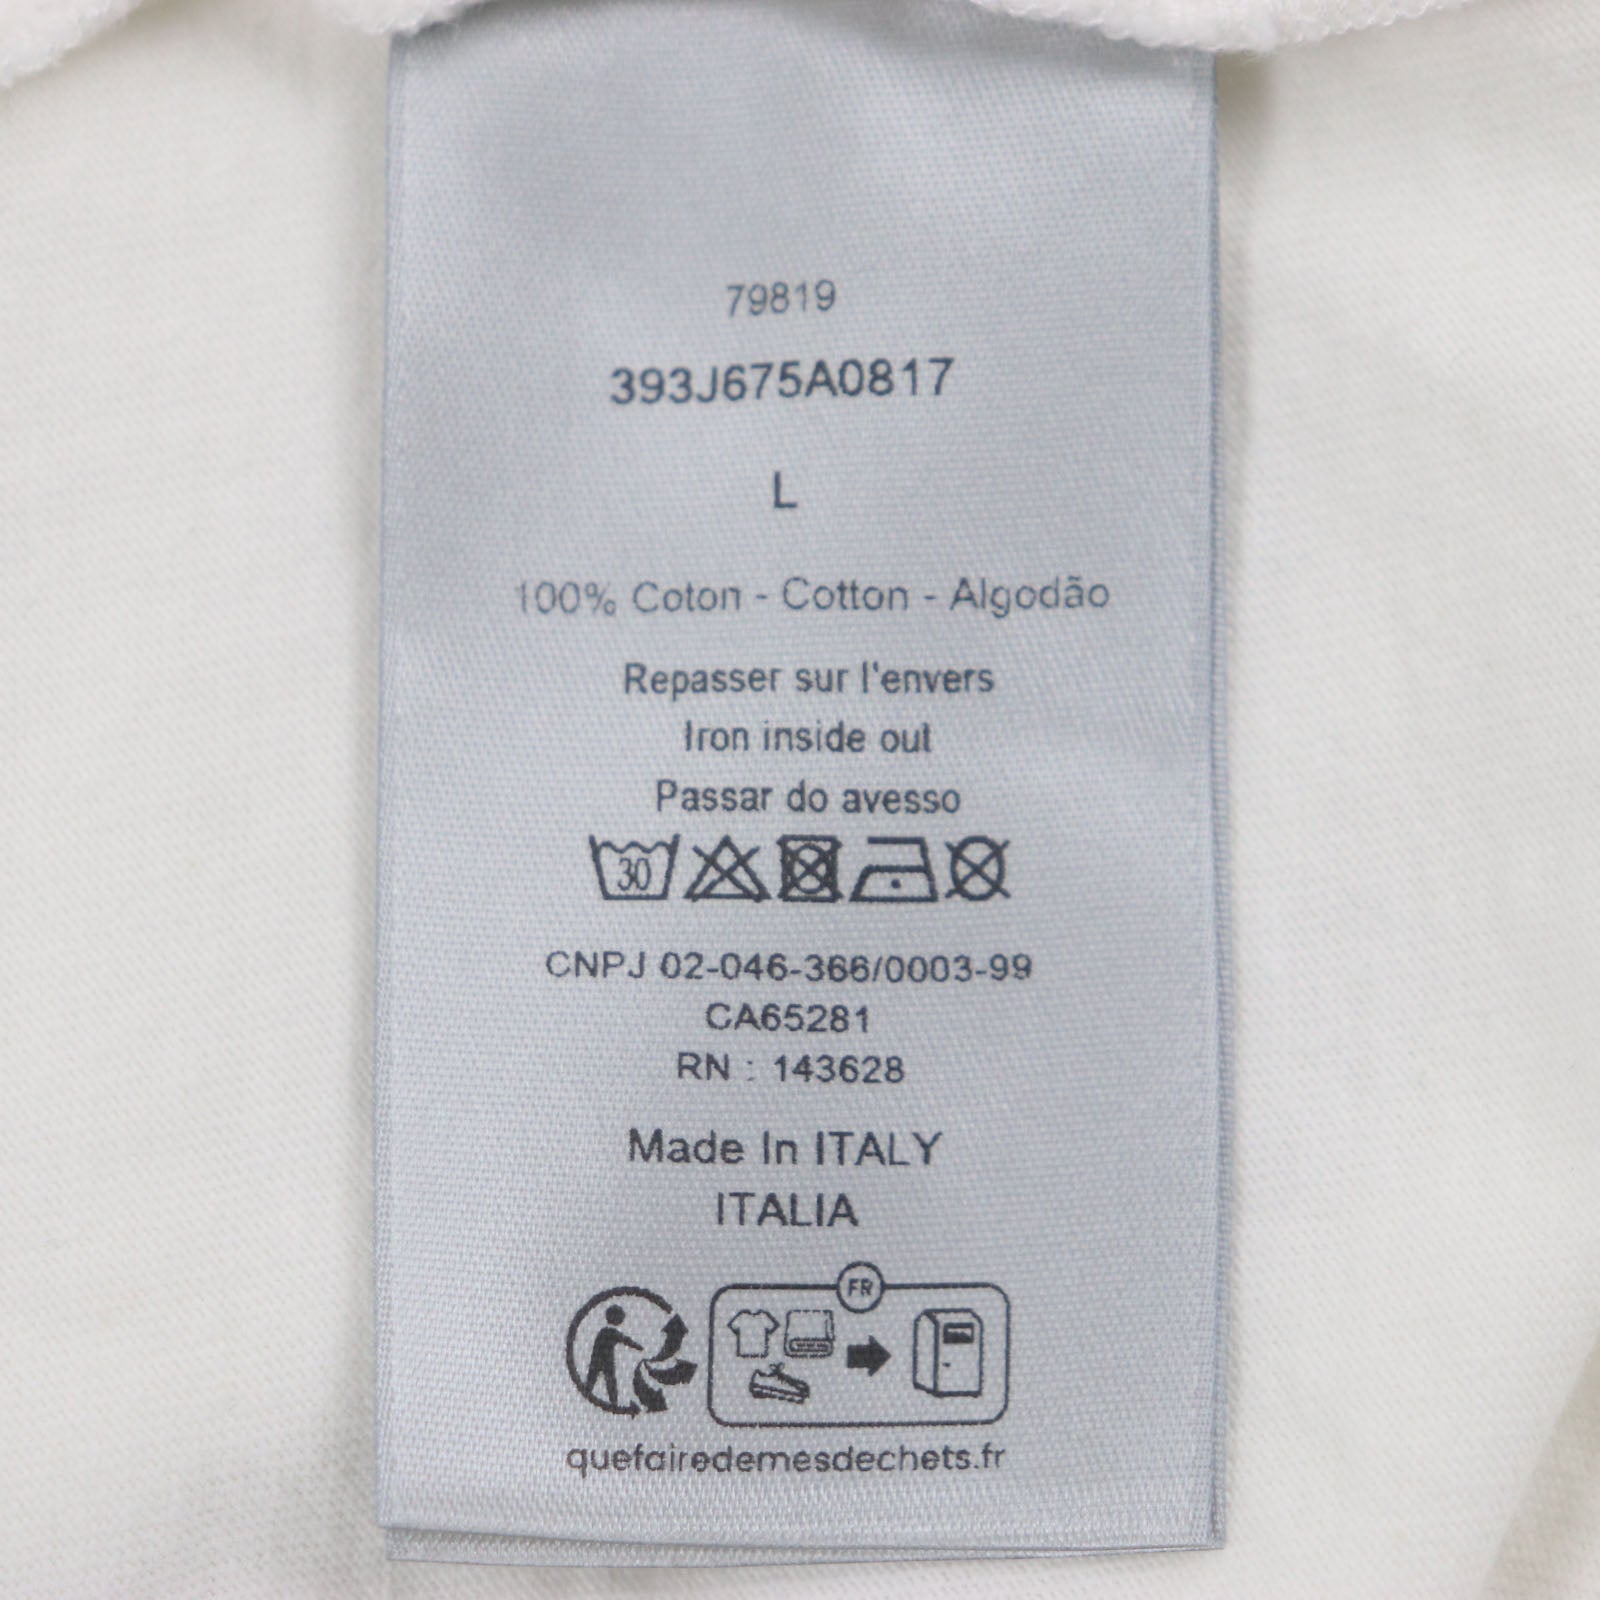 79819
393J675A0817
L
100% Coton - Cotton - Algodão
Repasser sur l'envers
Iron inside out
Passar do avesso
30
CNPJ 02-046-366/0003-99
CA65281
RN : 143628
Made In ITALY
ITALIA
FR
quefairedemesdechets.fr